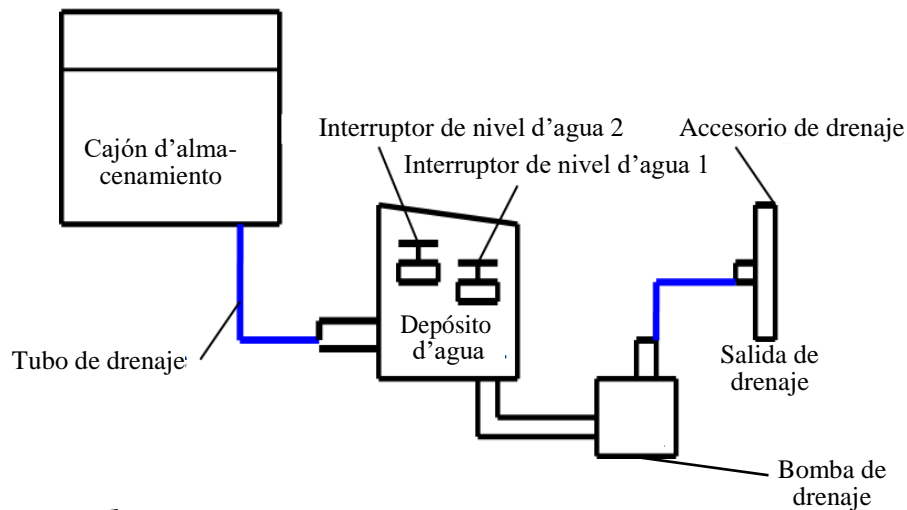 Cajón d’alma-
cenamiento
Interruptor de nivel d’agua 2
Interruptor de nivel d’agua 1
Accesorio de drenaje
Depósito
d’agua
Tubo de drenaje
Salida de
drenaje
Bomba de
drenaje